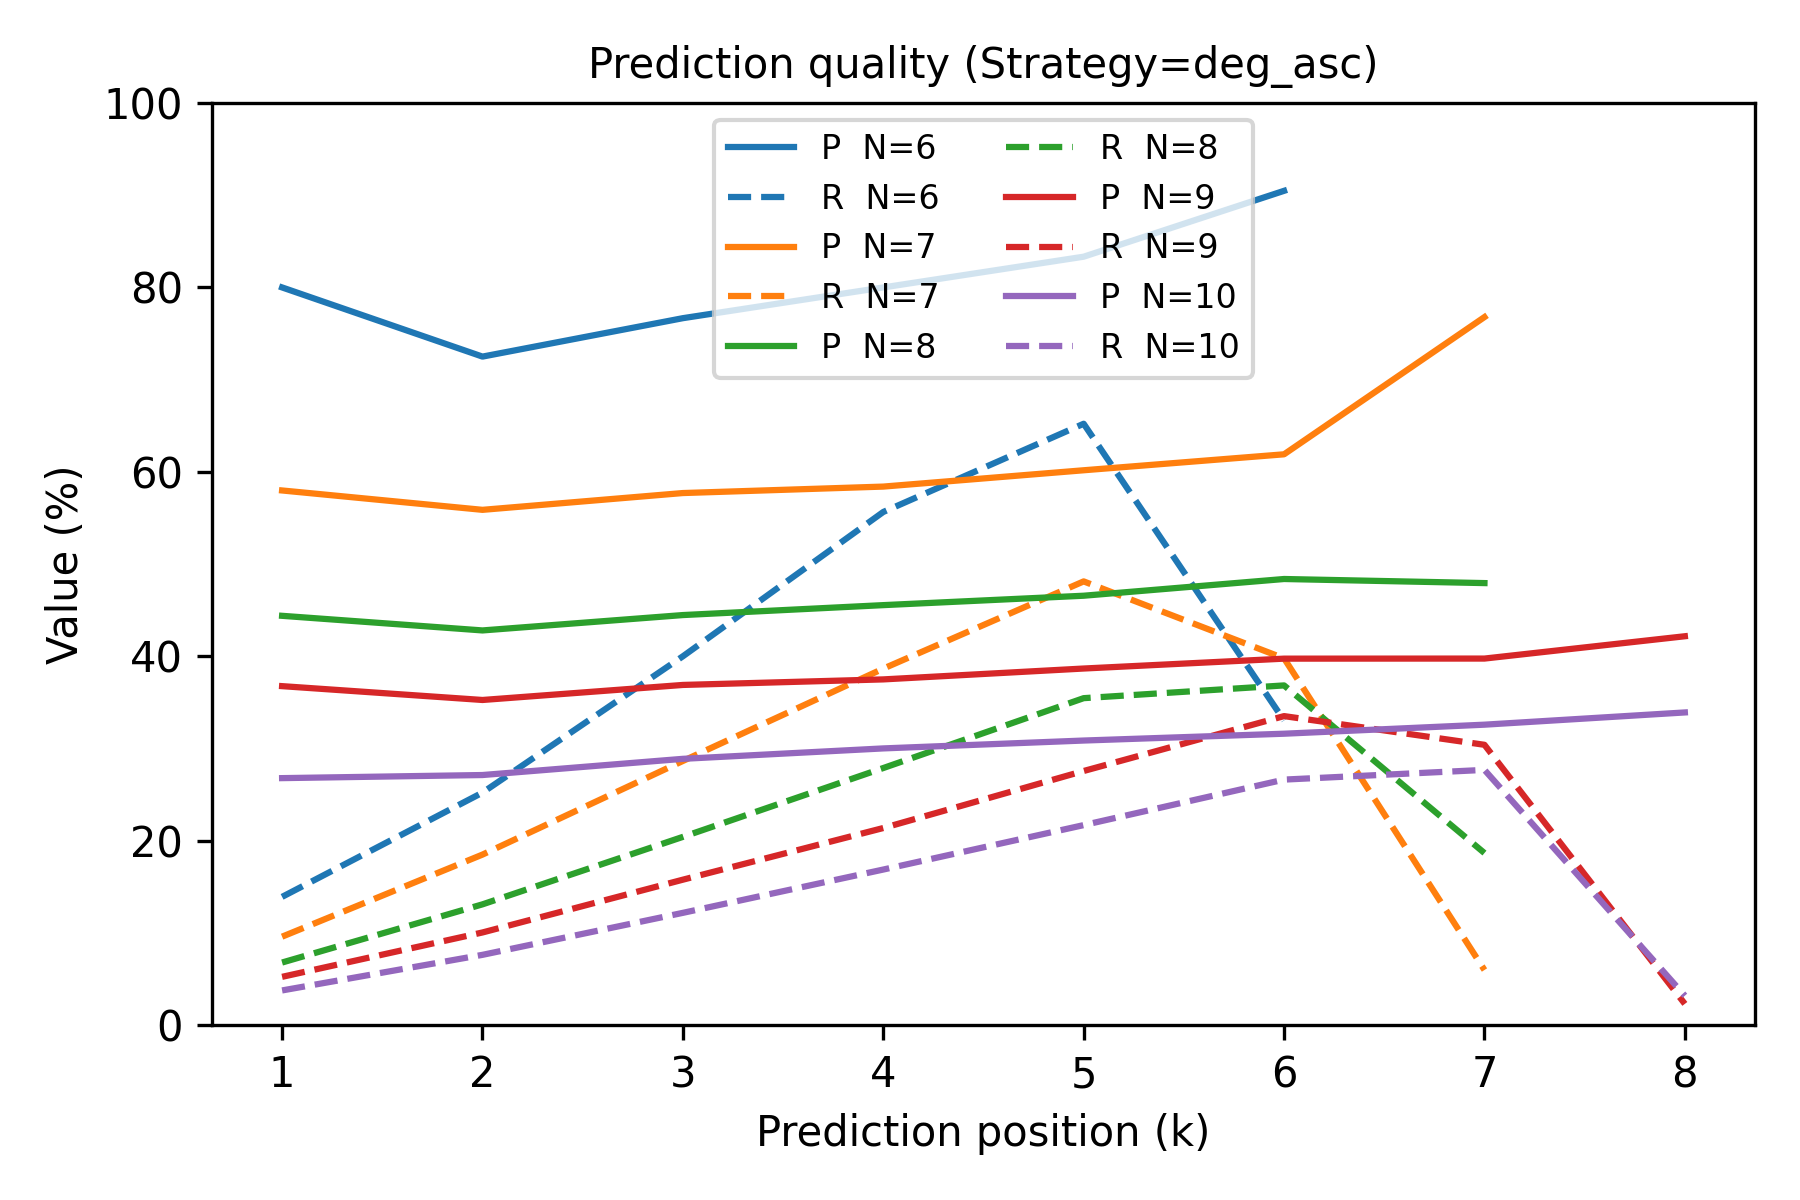 Prediction quality (Strategy=deg_asc)
100
80
60
40
20
0
Value (%)
P N=6
R N=6
P N=7
R N=7
P N=8
R N=8
P N=9
R N=9
P N=10
R N=10
1 2 3 4 5 6 7 8
Prediction position (k)